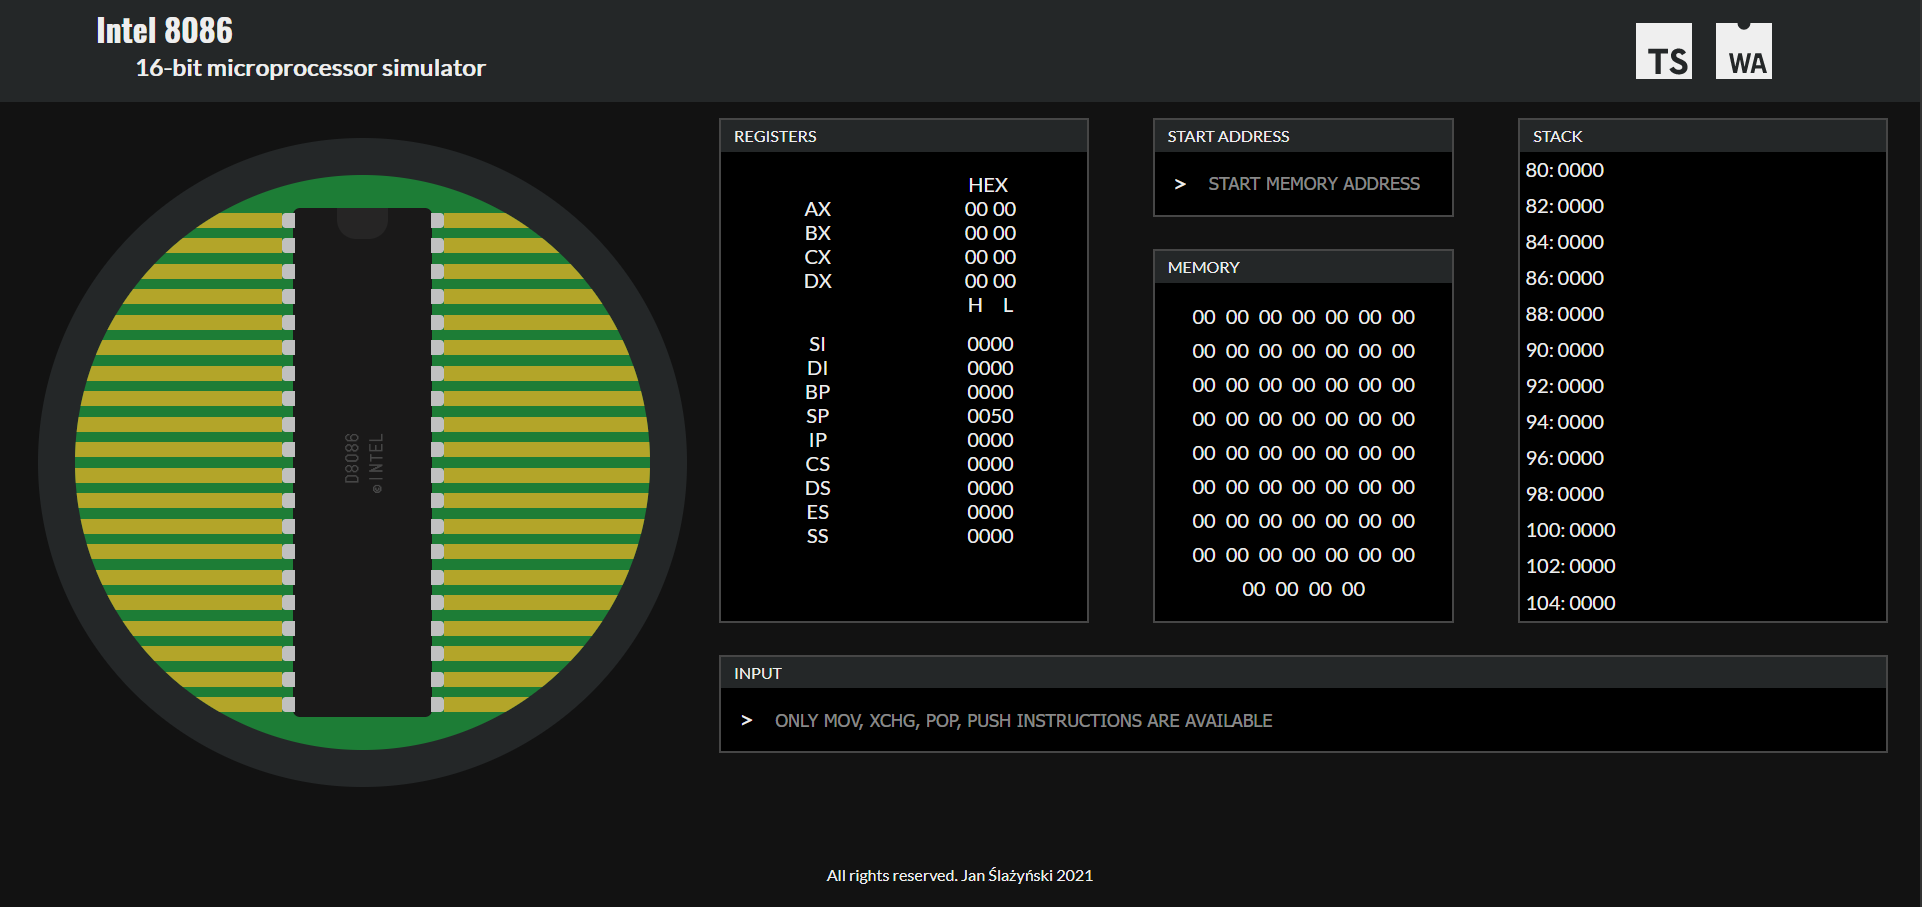 Intel 8086
16-bit microprocessor simulator
TS
WA
D8086
©INTEL
REGISTERS
HEX
AX 00 00
BX 00 00
CX 00 00
DX 00 00
H L
SI 0000
DI 0000
BP 0000
SP 0050
IP 0000
CS 0000
DS 0000
ES 0000
SS 0000
START ADDRESS
> START MEMORY ADDRESS
MEMORY
00 00 00 00 00 00 00
00 00 00 00 00 00 00
00 00 00 00 00 00 00
00 00 00 00 00 00 00
00 00 00 00 00 00 00
00 00 00 00 00 00 00
00 00 00 00 00 00 00
00 00 00 00 00 00 00
00 00 00 00
STACK
80: 0000
82: 0000
84: 0000
86: 0000
88: 0000
90: 0000
92: 0000
94: 0000
96: 0000
98: 0000
100: 0000
102: 0000
104: 0000
INPUT
> ONLY MOV, XCHG, POP, PUSH INSTRUCTIONS ARE AVAILABLE
All rights reserved. Jan Ślażyński 2021